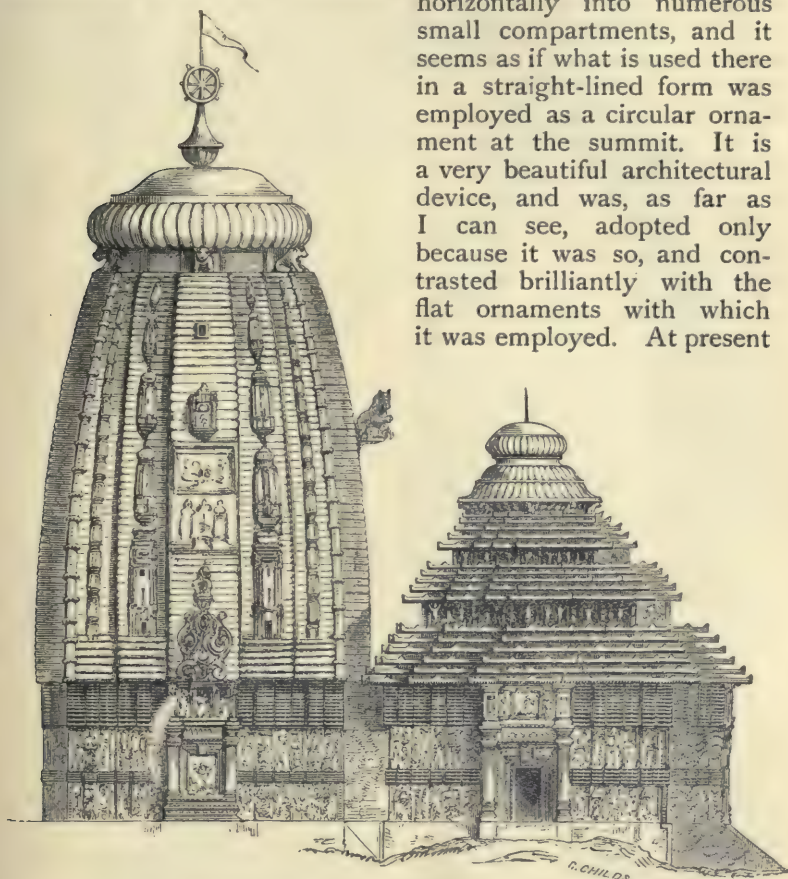 horizontally into numerous
small compartments, and it
seems as if what is used there
in a straight-lined form was
employed as a circular orna-
ment at the summit. It is
a very beautiful architectural
device, and was, as far as
I can see, adopted only
because it was so, and con-
trasted brilliantly with the
flat ornaments with which
it was employed. At present
G. CHILDS